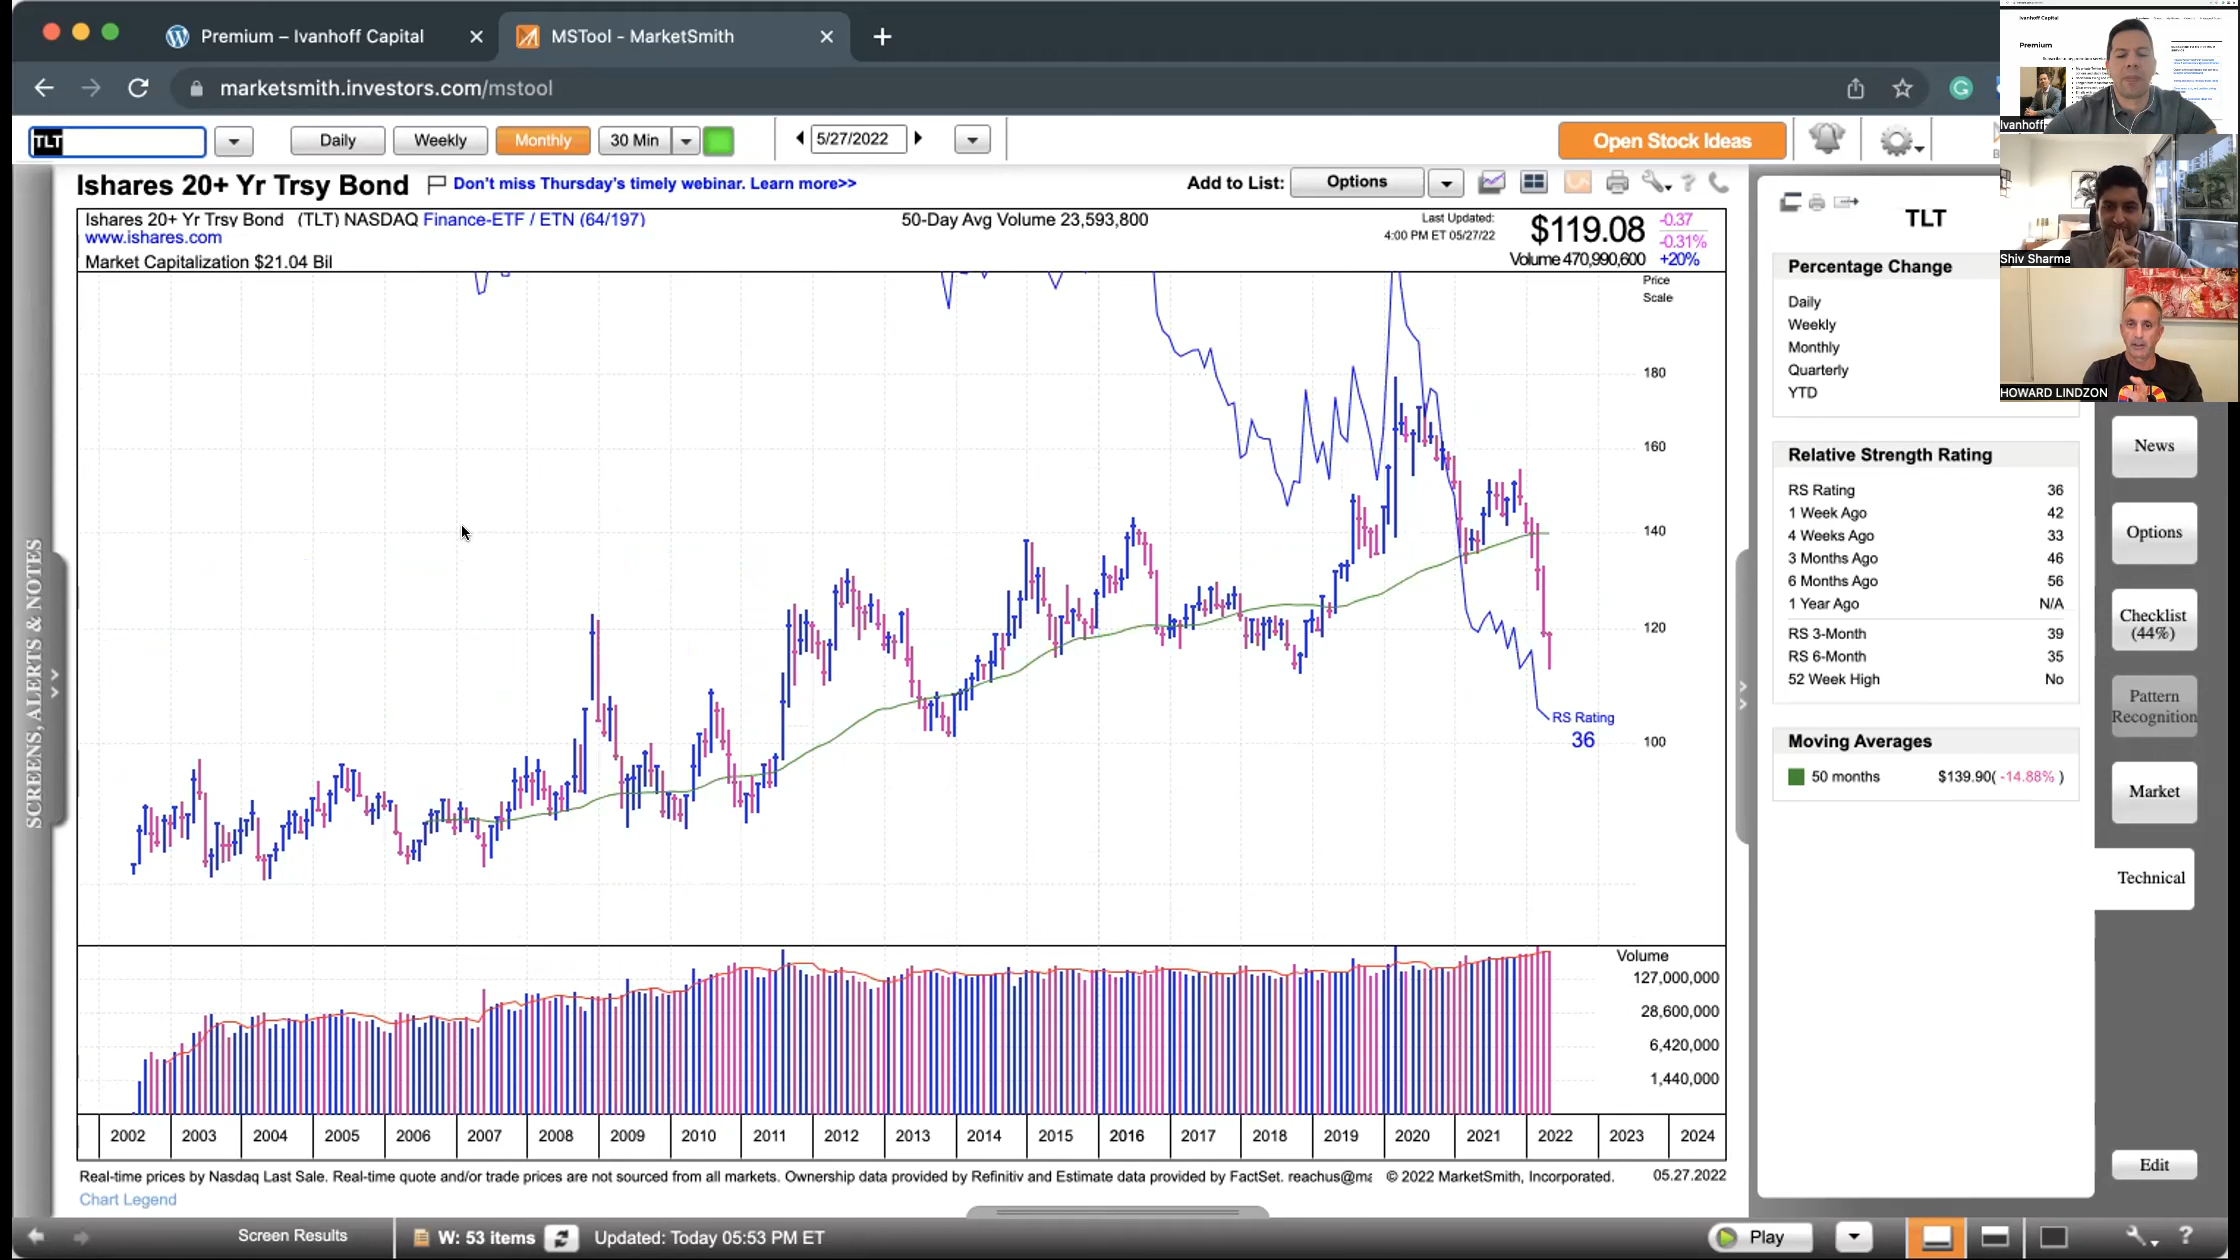 Premium – Ivanhoff Capital
MSTool - MarketSmith
marketsmith.investors.com/mstool
TLT
Daily
Weekly
Monthly
30 Min
5/27/2022
Open Stock Ideas
Ishares 20+ Yr Trsy Bond
Don't miss Thursday's timely webinar. Learn more>>
Add to List:
Options
Ishares 20+ Yr Trsy Bond (TLT) NASDAQ Finance-ETF / ETN (64/197)
50-Day Avg Volume 23,593,800
Last Updated:
4:00 PM ET 05/27/22
$119.08
-0.37
-0.31%
www.ishares.com
Market Capitalization $21.04 Bil
Volume 470,990,600
+20%
Price
Scale
180
160
140
120
100
RS Rating
36
Volume
127,000,000
28,600,000
6,420,000
1,440,000
2002 2003 2004 2005 2006 2007 2008 2009 2010 2011 2012 2013 2014 2015 2016 2017 2018 2019 2020 2021 2022 2023 2024
Real-time prices by Nasdaq Last Sale. Real-time quote and/or trade prices are not sourced from all markets. Ownership data provided by Refinitiv and Estimate data provided by FactSet. reachus@ma © 2022 MarketSmith, Incorporated. 05.27.2022
Chart Legend
SCREENS, ALERTS & NOTES
TLT
Percentage Change
Daily
Weekly
Monthly
Quarterly
YTD
Relative Strength Rating
RS Rating 36
1 Week Ago 42
4 Weeks Ago 33
3 Months Ago 46
6 Months Ago 56
1 Year Ago N/A
RS 3-Month 39
RS 6-Month 35
52 Week High No
Moving Averages
50 months $139.90( -14.88% )
News
Options
Checklist
(44%)
Pattern
Recognition
Market
Technical
Edit
Ivanhoff Capital
Premium
Ivanhoff
Shiv Sharma
HOWARD LINDZON
Screen Results
W: 53 items
Updated: Today 05:53 PM ET
Play